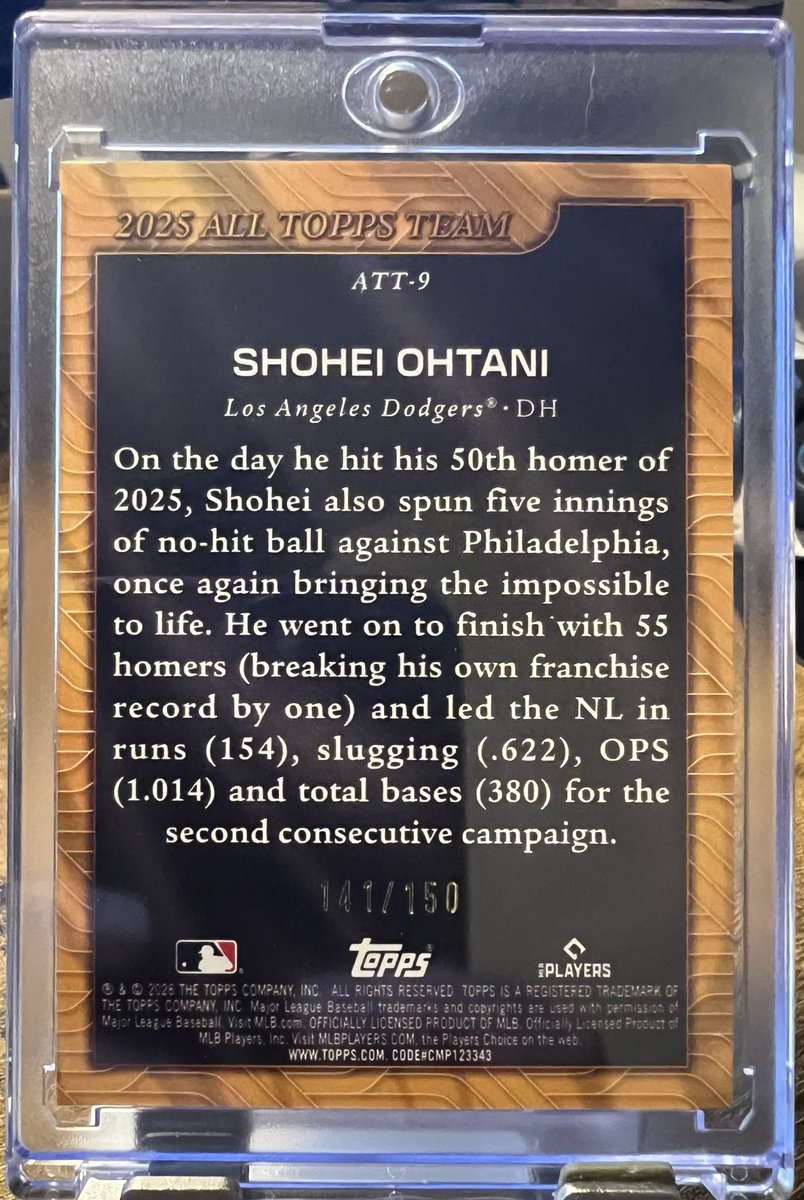 2025 ALL TOPPS TEAM
ATT-9
SHOHEI OHTANI
Los Angeles Dodgers® · DH
On the day he hit his 50th homer of
2025, Shohei also spun five innings
of no-hit ball against Philadelphia,
once again bringing the impossible
to life. He went on to finish with 55
homers (breaking his own franchise
record by one) and led the NL in
runs (154), slugging (.622), OPS
(1.014) and total bases (380) for the
second consecutive campaign.
141/150
topps
MLB PLAYERS
® & © 2026 THE TOPPS COMPANY, INC. ALL RIGHTS RESERVED. TOPPS IS A REGISTERED TRADEMARK OF
THE TOPPS COMPANY, INC. Major League Baseball trademarks and copyrights are used with permission of
Major League Baseball. Visit MLB.com. OFFICIALLY LICENSED PRODUCT OF MLB. Officially Licensed Product of
MLB Players, Inc. Visit MLBPLAYERS.COM, the Players Choice on the web.
WWW.TOPPS.COM. CODE#CMP123343